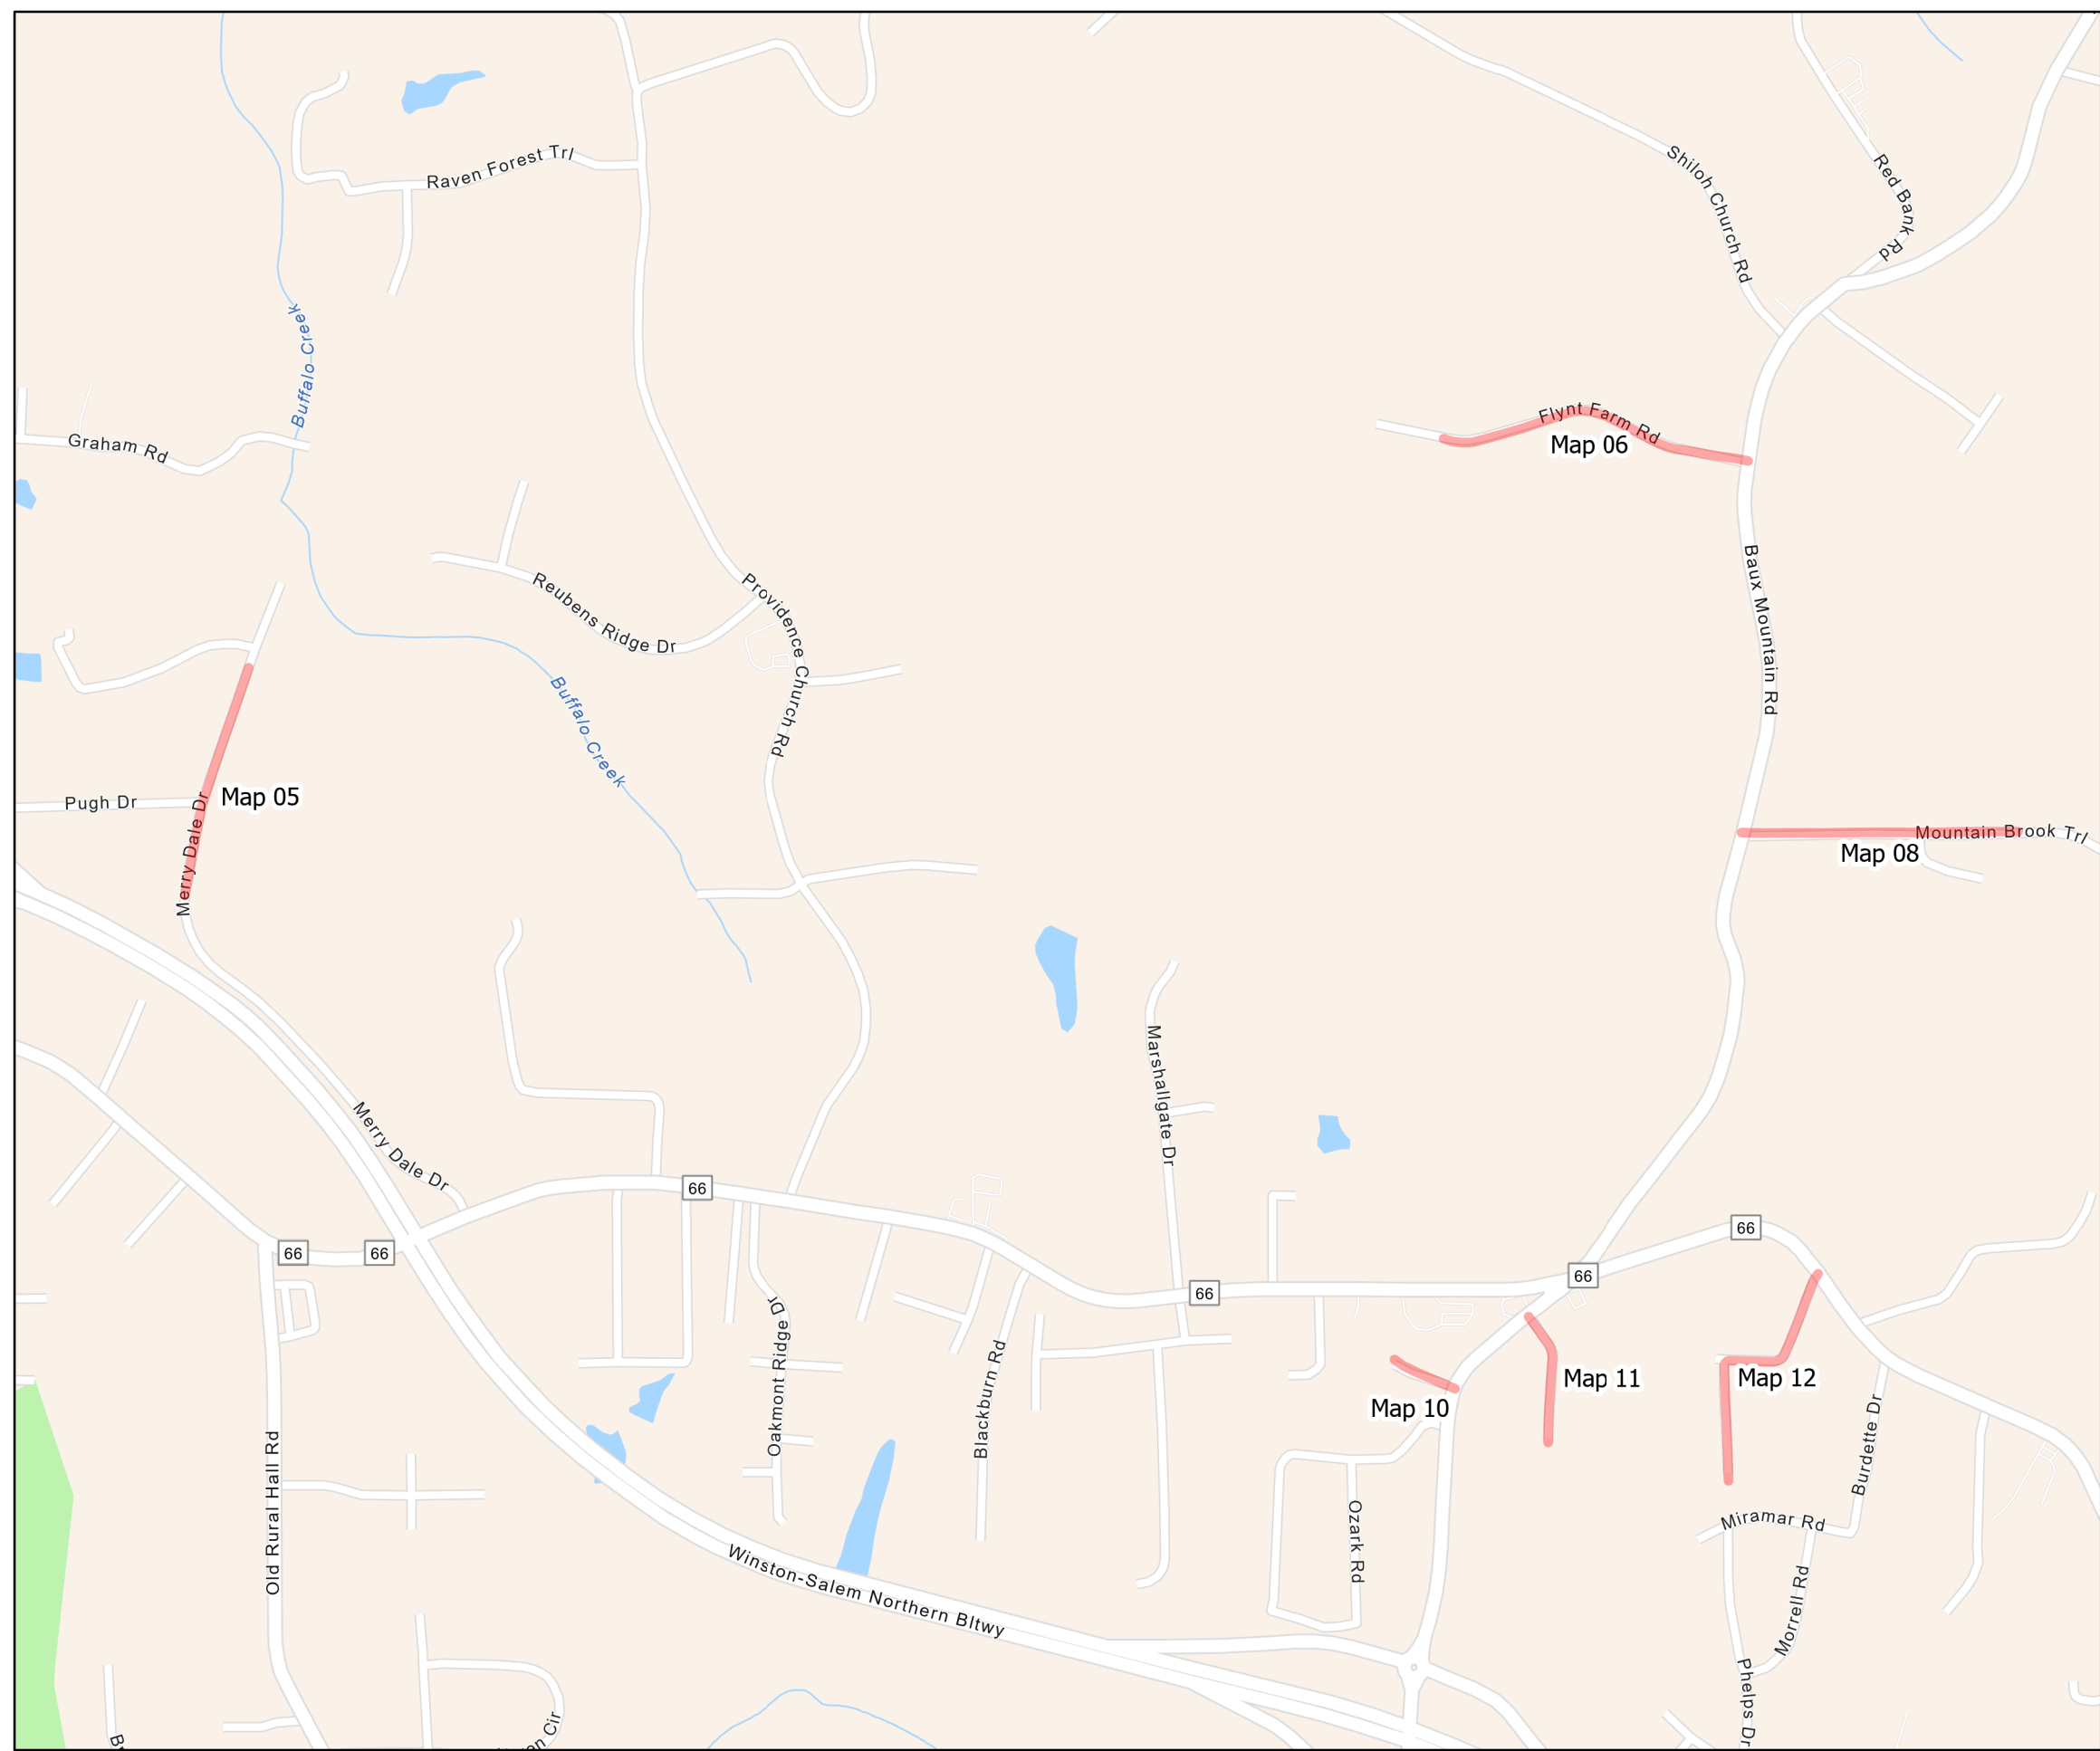 Raven Forest Trl
Shiloh Church Rd
Red Bank Rd
Buffalo Creek
Graham Rd
Flynt Farm Rd
Map 06
Reubens Ridge Dr
Providence Church Rd
Baux Mountain Rd
Buffalo Creek
Pugh Dr
Merry Dale Dr
Map 05
Mountain Brook Trl
Map 08
Marshallgate Dr
Merry Dale Dr
66
66
66
66
66
66
Oakmont Ridge Dr
Blackburn Rd
Map 10
Map 11
Map 12
Burdette Dr
Old Rural Hall Rd
Ozark Rd
Miramar Rd
Winston-Salem Northern Bltwy
Morrell Rd
Phelps Dr
Cir